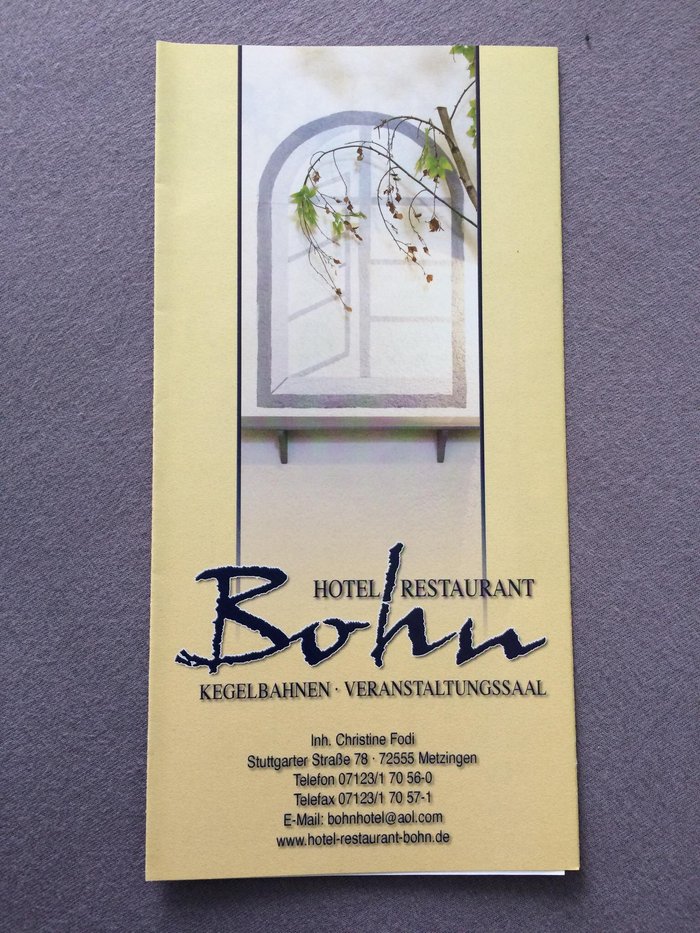 HOTEL RESTAURANT
Bohn
KEGELBAHNEN · VERANSTALTUNGSSAAL
Inh. Christine Fodi
Stuttgarter Straße 78 · 72555 Metzingen
Telefon 07123/1 70 56-0
Telefax 07123/1 70 57-1
E-Mail: bohnhotel@aol.com
www.hotel-restaurant-bohn.de